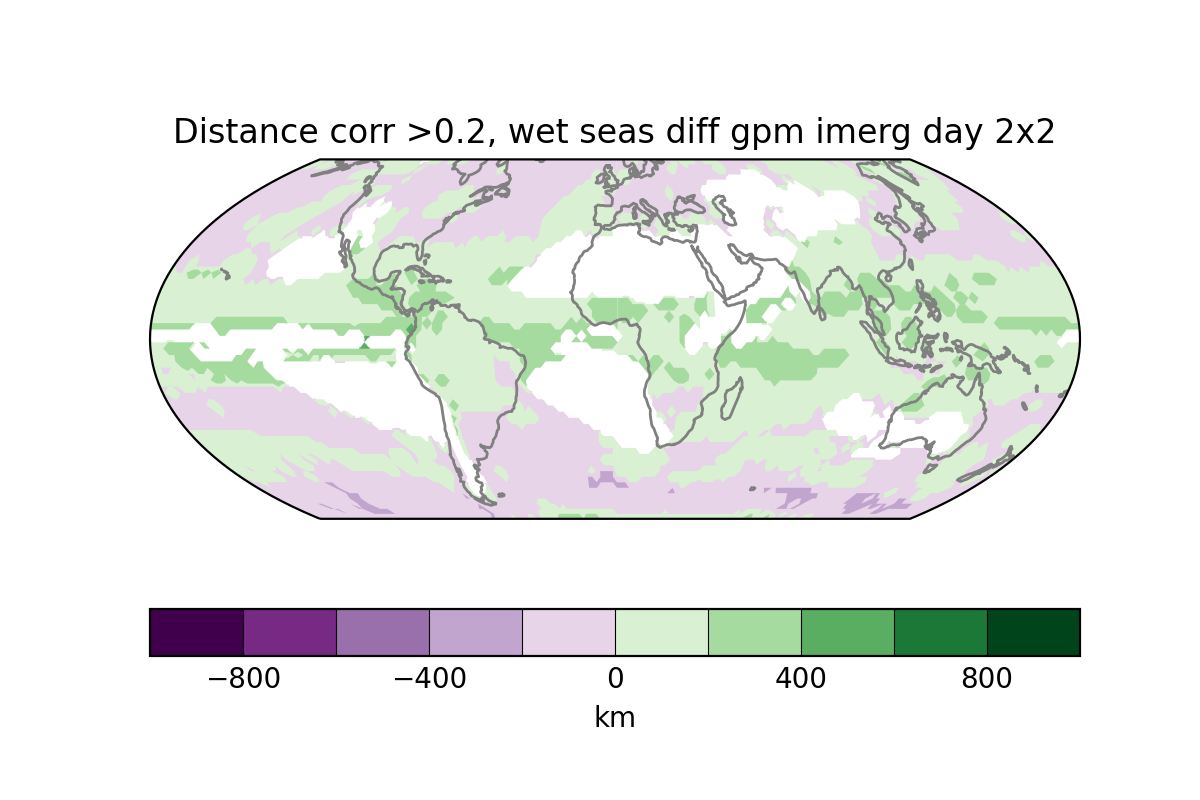 Distance corr >0.2, wet seas diff gpm imerg day 2x2
−800 −400 0 400 800
km